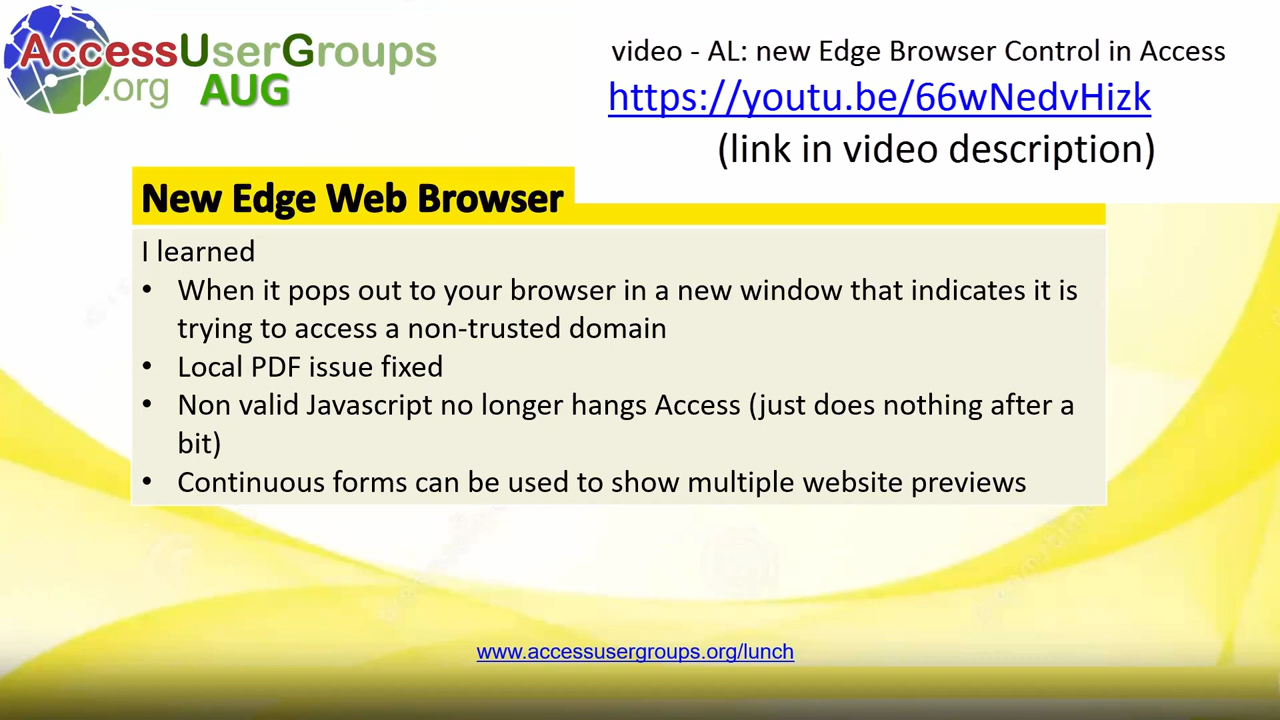 AccessUserGroups
.org AUG
video - AL: new Edge Browser Control in Access
https://youtu.be/66wNedvHizk
(link in video description)
New Edge Web Browser
I learned
• When it pops out to your browser in a new window that indicates it is
trying to access a non-trusted domain
• Local PDF issue fixed
• Non valid Javascript no longer hangs Access (just does nothing after a
bit)
• Continuous forms can be used to show multiple website previews
www.accessusergroups.org/lunch